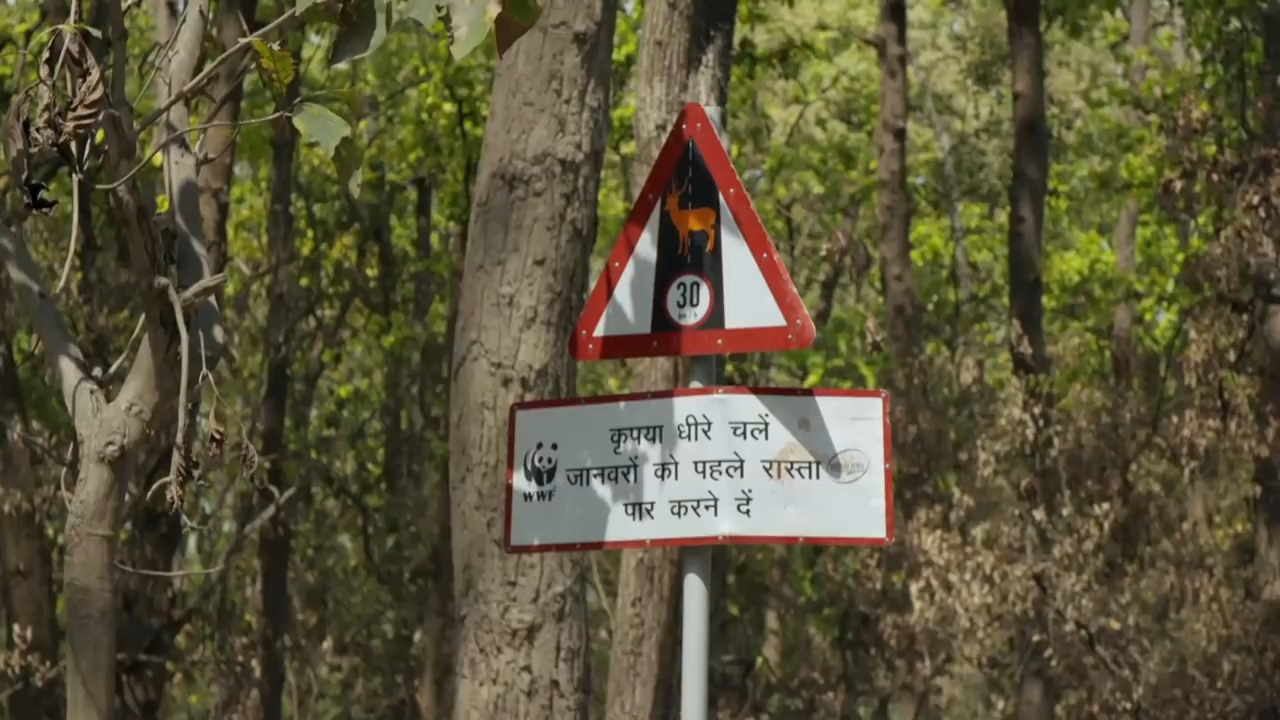 30
कृपया धीरे चलें
WWF
जानवरों को पहले रास्ता
पार करने दें